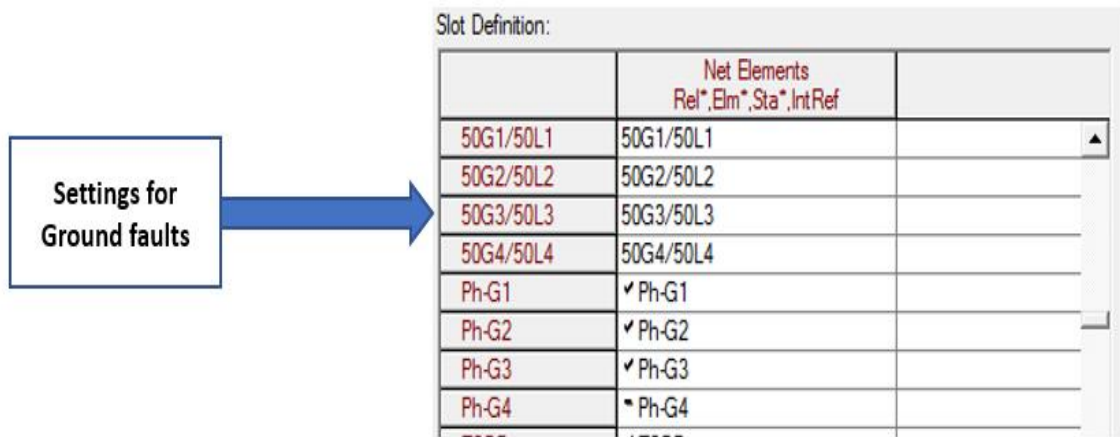 Slot Definition:
Net Elements
Rel*,Elm*,Sta*,IntRef
50G1/50L1 50G1/50L1
50G2/50L2 50G2/50L2
50G3/50L3 50G3/50L3
50G4/50L4 50G4/50L4
Ph-G1 Ph-G1
Ph-G2 Ph-G2
Ph-G3 Ph-G3
Ph-G4 Ph-G4
Settings for
Ground faults